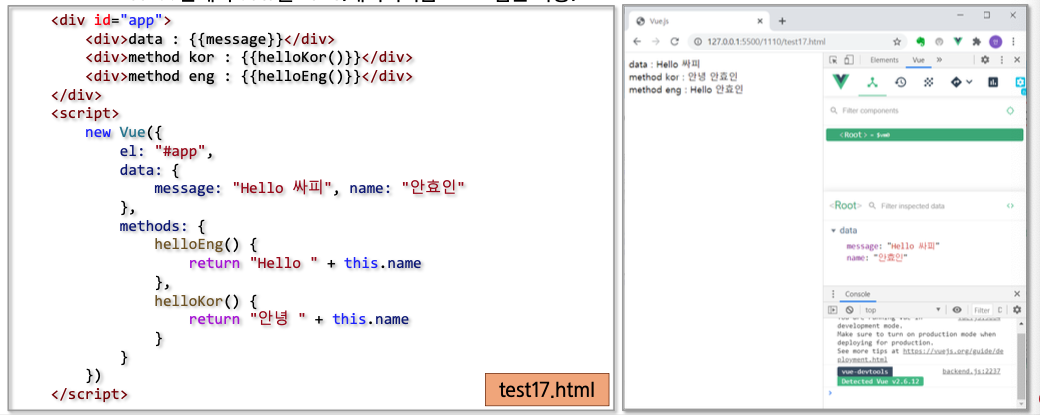 <div id="app">
<div>data : {{message}}</div>
<div>method kor : {{helloKor()}}</div>
<div>method eng : {{helloEng()}}</div>
</div>
<script>
new Vue({
el: "#app",
data: {
message: "Hello 싸피", name: "안효인"
},
methods: {
helloEng() {
return "Hello " + this.name
},
helloKor() {
return "안녕 " + this.name
}
}
})
</script>
test17.html
Vue.js
127.0.0.1:5500/1110/test17.html
data : Hello 싸피
method kor : 안녕 안효인
method eng : Hello 안효인
Elements Vue »
Filter components
<Root> = $vm0
<Root> Filter inspected data
data
message: "Hello 싸피"
name: "안효인"
Console
top Filter
development mode.
Make sure to turn on production mode when
deploying for production.
See more tips at https://vuejs.org/guide/de
ployment.html
vue-devtools backend.js:2237
Detected Vue v2.6.12